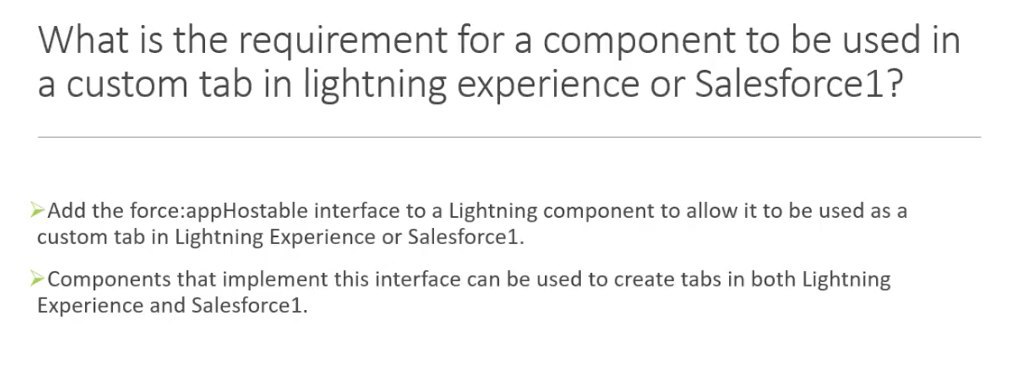 What is the requirement for a component to be used in
a custom tab in lightning experience or Salesforce1?
Add the force:appHostable interface to a Lightning component to allow it to be used as a
custom tab in Lightning Experience or Salesforce1.
Components that implement this interface can be used to create tabs in both Lightning
Experience and Salesforce1.